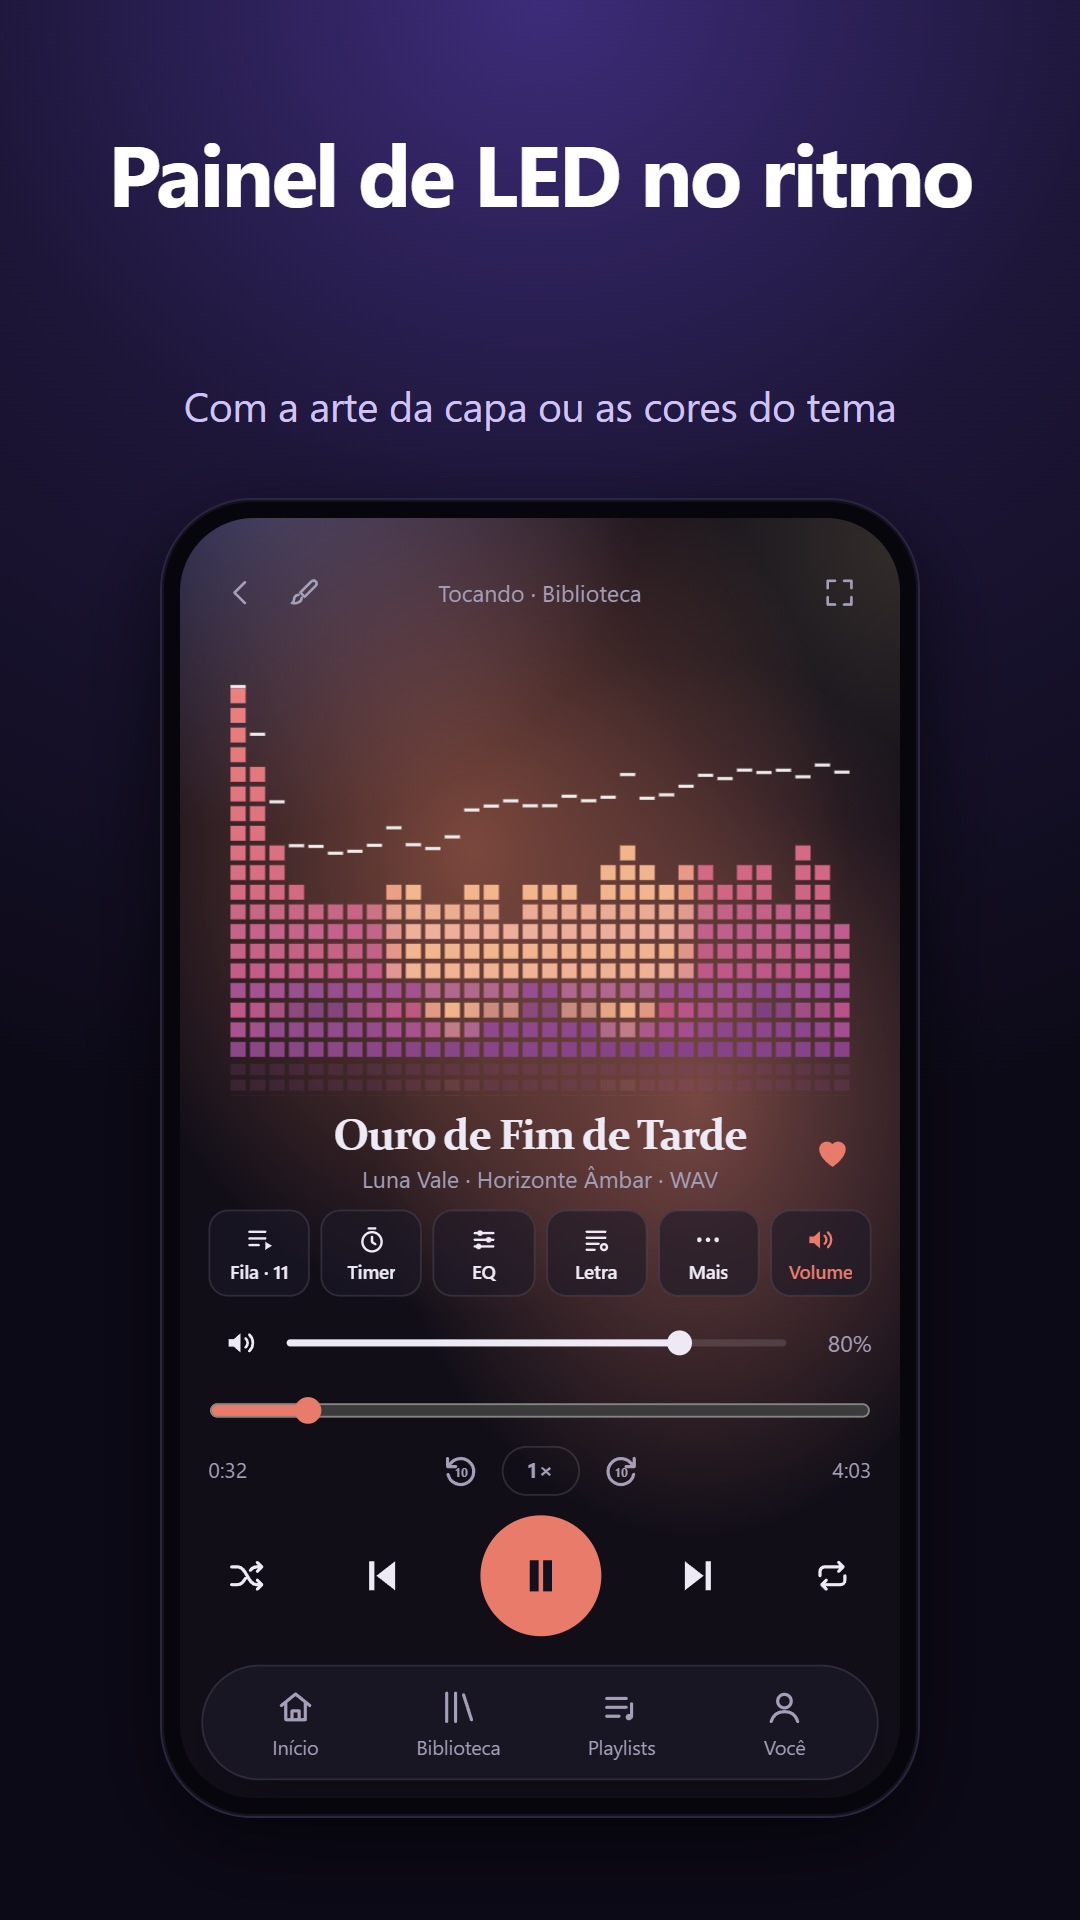 Painel de LED no ritmo
Com a arte da capa ou as cores do tema
Tocando · Biblioteca
Ouro de Fim de Tarde
Luna Vale · Horizonte Âmbar · WAV
Fila · 11 Timer EQ Letra Mais Volume
80%
0:32 10 1× 10 4:03
Início Biblioteca Playlists Você